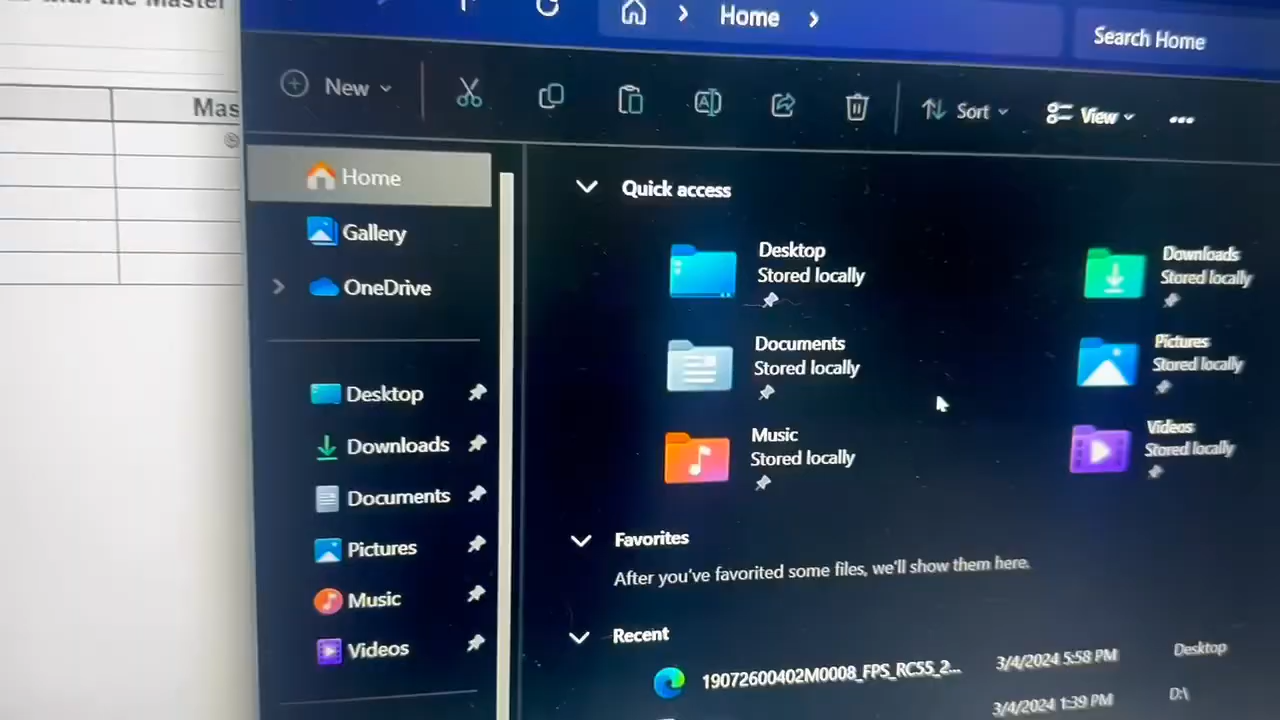 Home
Search Home
Mas
New
Sort
View
Home
Gallery
OneDrive
Desktop
Downloads
Documents
Pictures
Music
Videos
Quick access
Desktop
Stored locally
Downloads
Stored locally
Documents
Stored locally
Pictures
Stored locally
Music
Stored locally
Videos
Stored locally
Favorites
After you've favorited some files, we'll show them here.
Recent
19072600402M0008_FPS_RC55_2... 3/4/2024 5:58 PM Desktop
3/4/2024 1:39 PM D:\